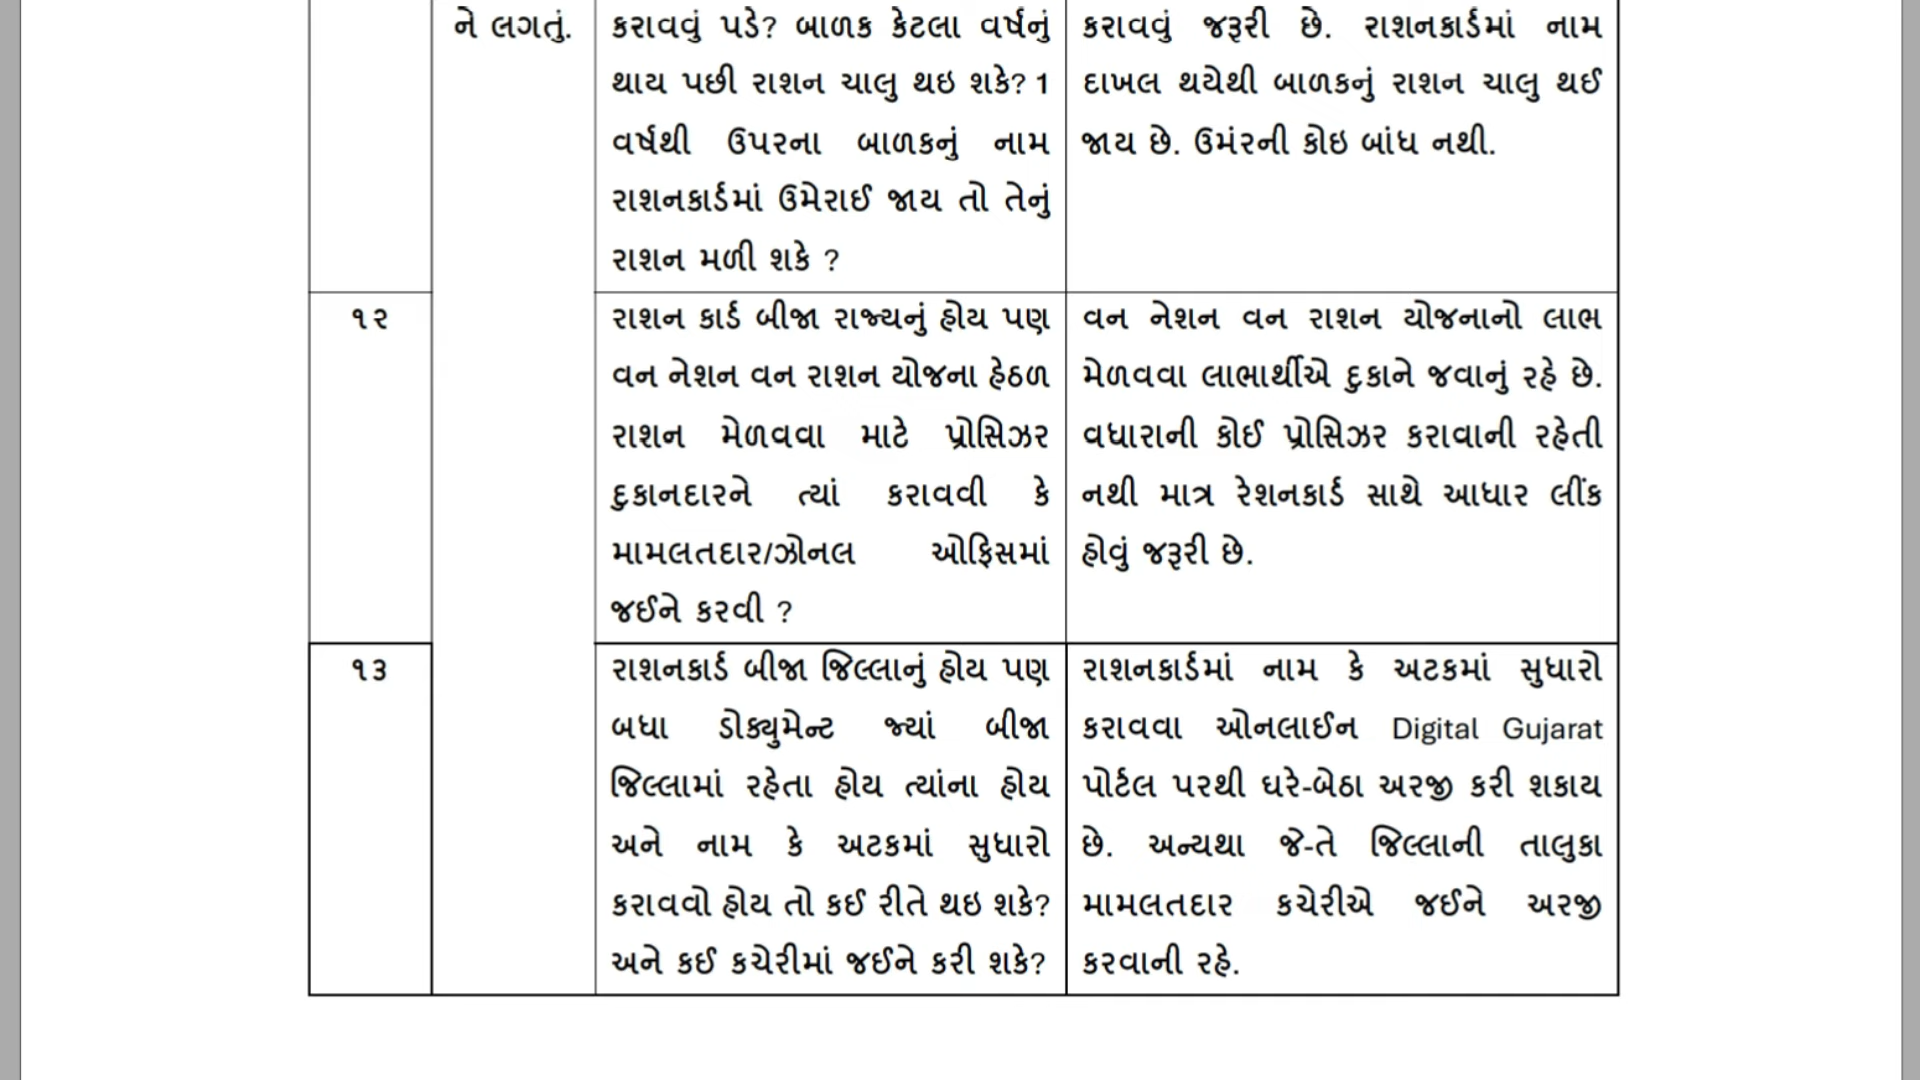 ને લગતું.
કરાવવું પડે? બાળક કેટલા વર્ષનું
થાય પછી રાશન ચાલુ થઇ શકે? 1
વર્ષથી ઉપરના બાળકનું નામ
રાશનકાર્ડમાં ઉમેરાઈ જાય તો તેનું
રાશન મળી શકે ?
કરાવવું જરૂરી છે. રાશનકાર્ડમાં નામ
દાખલ થયેથી બાળકનું રાશન ચાલુ થઈ
જાય છે. ઉમંરની કોઇ બાંધ નથી.
૧૨
રાશન કાર્ડ બીજા રાજ્યનું હોય પણ
વન નેશન વન રાશન યોજના હેઠળ
રાશન મેળવવા માટે પ્રોસિઝર
દુકાનદારને ત્યાં કરાવવી કે
મામલતદાર/ઝોનલ ઓફિસમાં
જઈને કરવી ?
વન નેશન વન રાશન યોજનાનો લાભ
મેળવવા લાભાર્થીએ દુકાને જવાનું રહે છે.
વધારાની કોઈ પ્રોસિઝર કરાવાની રહેતી
નથી માત્ર રેશનકાર્ડ સાથે આધાર લીંક
હોવું જરૂરી છે.
૧૩
રાશનકાર્ડ બીજા જિલ્લાનું હોય પણ
બધા ડોક્યુમેન્ટ જ્યાં બીજા
જિલ્લામાં રહેતા હોય ત્યાંના હોય
અને નામ કે અટકમાં સુધારો
કરાવવો હોય તો કઈ રીતે થઇ શકે?
અને કઈ કચેરીમાં જઈને કરી શકે?
રાશનકાર્ડમાં નામ કે અટકમાં સુધારો
કરાવવા ઓનલાઈન Digital Gujarat
પોર્ટલ પરથી ઘરે-બેઠા અરજી કરી શકાય
છે. અન્યથા જે-તે જિલ્લાની તાલુકા
મામલતદાર કચેરીએ જઈને અરજી
કરવાની રહે.